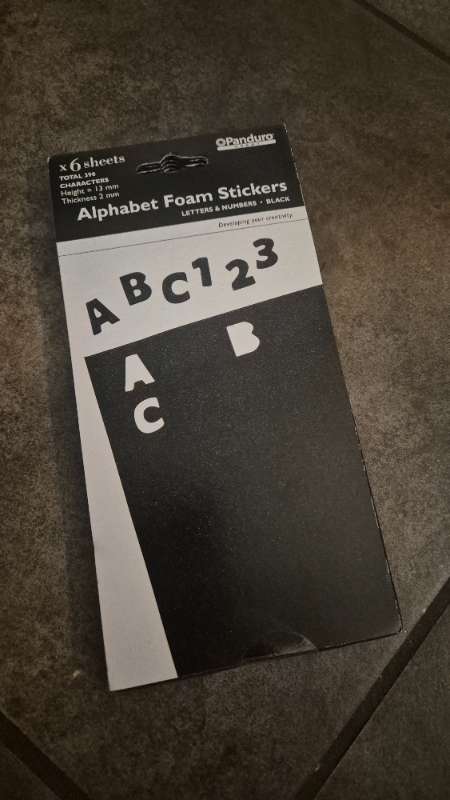 x 6 sheets
TOTAL 390
CHARACTERS
Height = 13 mm
Thickness 2 mm
Panduro
Alphabet Foam Stickers
LETTERS & NUMBERS • BLACK
Developing your creativity
ABC123
A B
C